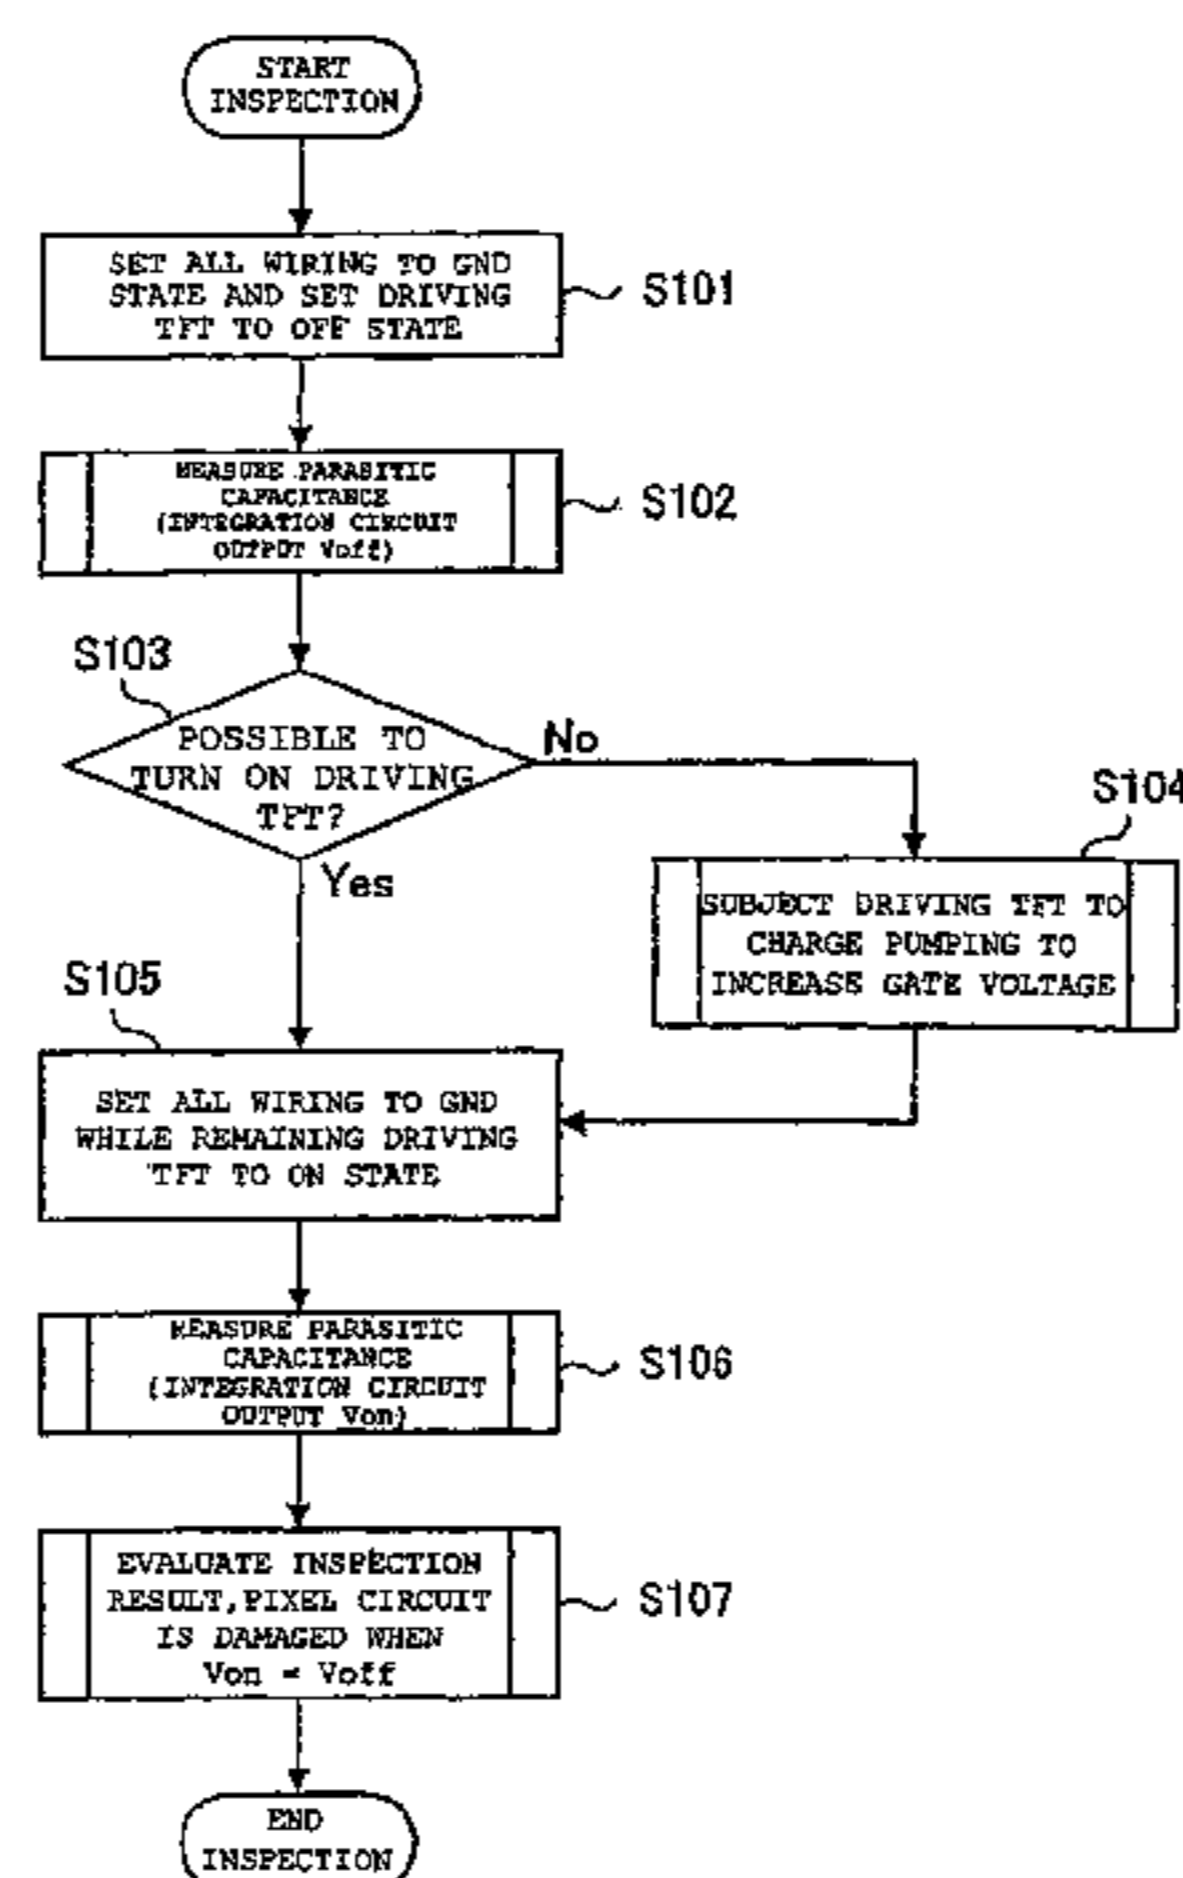 START
INSPECTION
SET ALL WIRING TO GND
STATE AND SET DRIVING
TFT TO OFF STATE
S101
MEASURE PARASITIC
CAPACITANCE
(INTEGRATION CIRCUIT
OUTPUT Voff)
S102
S103
POSSIBLE TO
TURN ON DRIVING
TFT?
No
Yes
S104
SUBJECT DRIVING TFT TO
CHARGE PUMPING TO
INCREASE GATE VOLTAGE
S105
SET ALL WIRING TO GND
WHILE REMAINING DRIVING
TFT TO ON STATE
MEASURE PARASITIC
CAPACITANCE
(INTEGRATION CIRCUIT
OUTPUT Von)
S106
EVALUATE INSPECTION
RESULT, PIXEL CIRCUIT
IS DAMAGED WHEN
Von = Voff
S107
END
INSPECTION